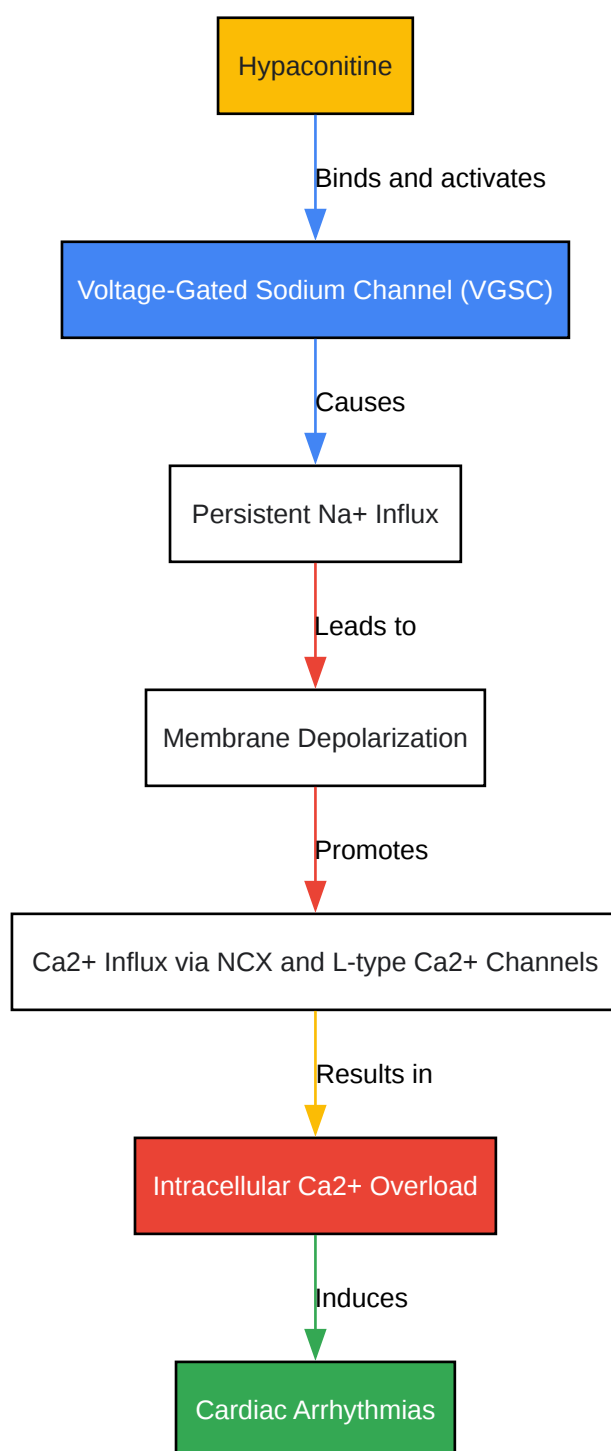 Hypaconitine
Binds and activates
Voltage-Gated Sodium Channel (VGSC)
Causes
Persistent Na+ Influx
Leads to
Membrane Depolarization
Promotes
Ca2+ Influx via NCX and L-type Ca2+ Channels
Results in
Intracellular Ca2+ Overload
Induces
Cardiac Arrhythmias